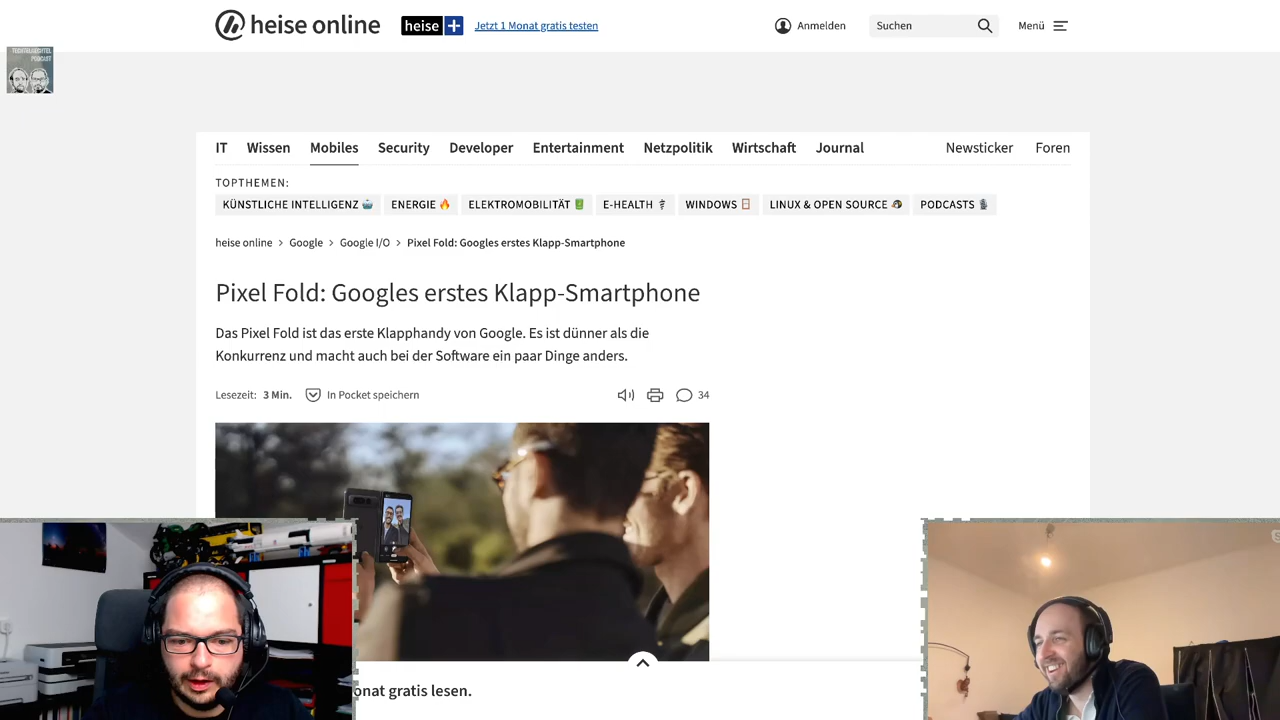 heise online
heise + Jetzt 1 Monat gratis testen
Anmelden
Suchen
Menü
TECHTELMECHTEL
PODCAST
IT Wissen Mobiles Security Developer Entertainment Netzpolitik Wirtschaft Journal Newsticker Foren
TOPTHEMEN:
KÜNSTLICHE INTELLIGENZ ENERGIE ELEKTROMOBILITÄT E-HEALTH WINDOWS LINUX & OPEN SOURCE PODCASTS
heise online > Google > Google I/O > Pixel Fold: Googles erstes Klapp-Smartphone
Pixel Fold: Googles erstes Klapp-Smartphone
Das Pixel Fold ist das erste Klapphandy von Google. Es ist dünner als die
Konkurrenz und macht auch bei der Software ein paar Dinge anders.
Lesezeit: 3 Min. In Pocket speichern 34
onat gratis lesen.